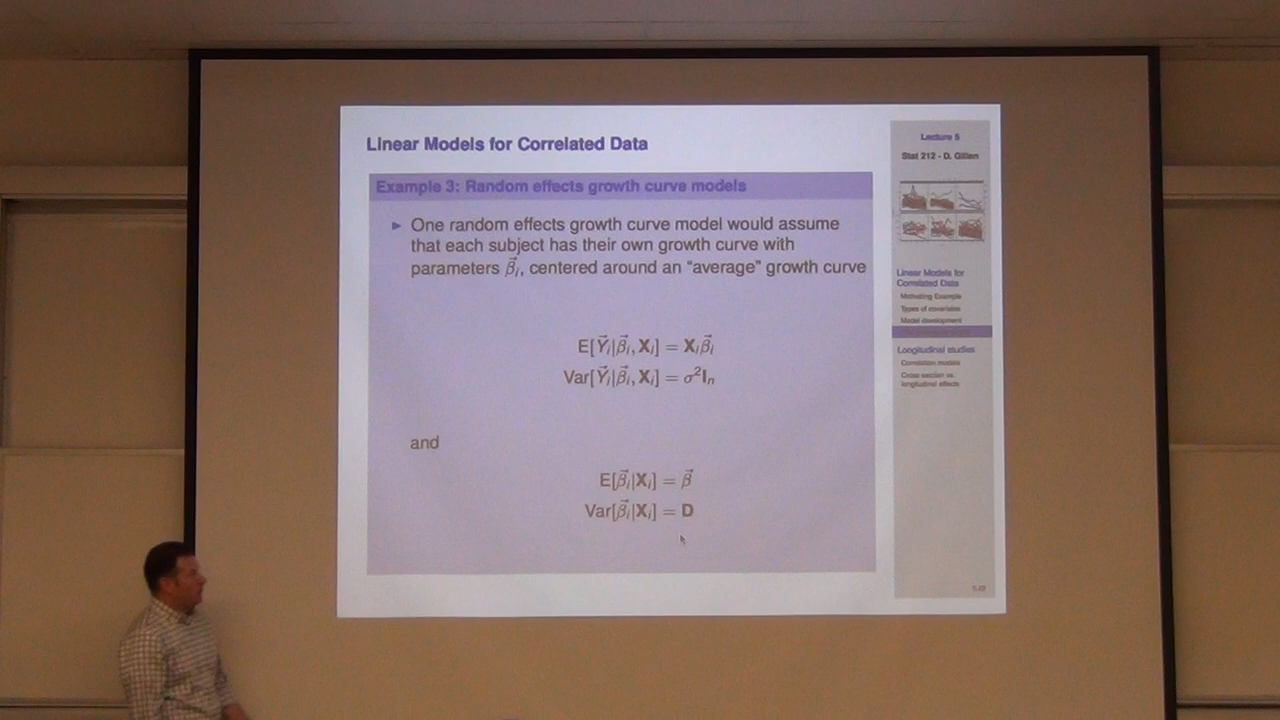 Linear Models for Correlated Data
Example 3: Random effects growth curve models
► One random effects growth curve model would assume
that each subject has their own growth curve with
parameters β⃗ᵢ, centered around an “average” growth curve
E[Y⃗ᵢ|β⃗ᵢ, Xᵢ] = Xᵢβ⃗ᵢ
Var[Y⃗ᵢ|β⃗ᵢ, Xᵢ] = σ²Iₙ
and
E[β⃗ᵢ|Xᵢ] = β⃗
Var[β⃗ᵢ|Xᵢ] = D
Lecture 5
Stat 212 - D. Gillen
Linear Models for
Correlated Data
Motivating Example
Types of covariates
Model development
Longitudinal studies
Correlation models
Cross-section vs.
longitudinal effects